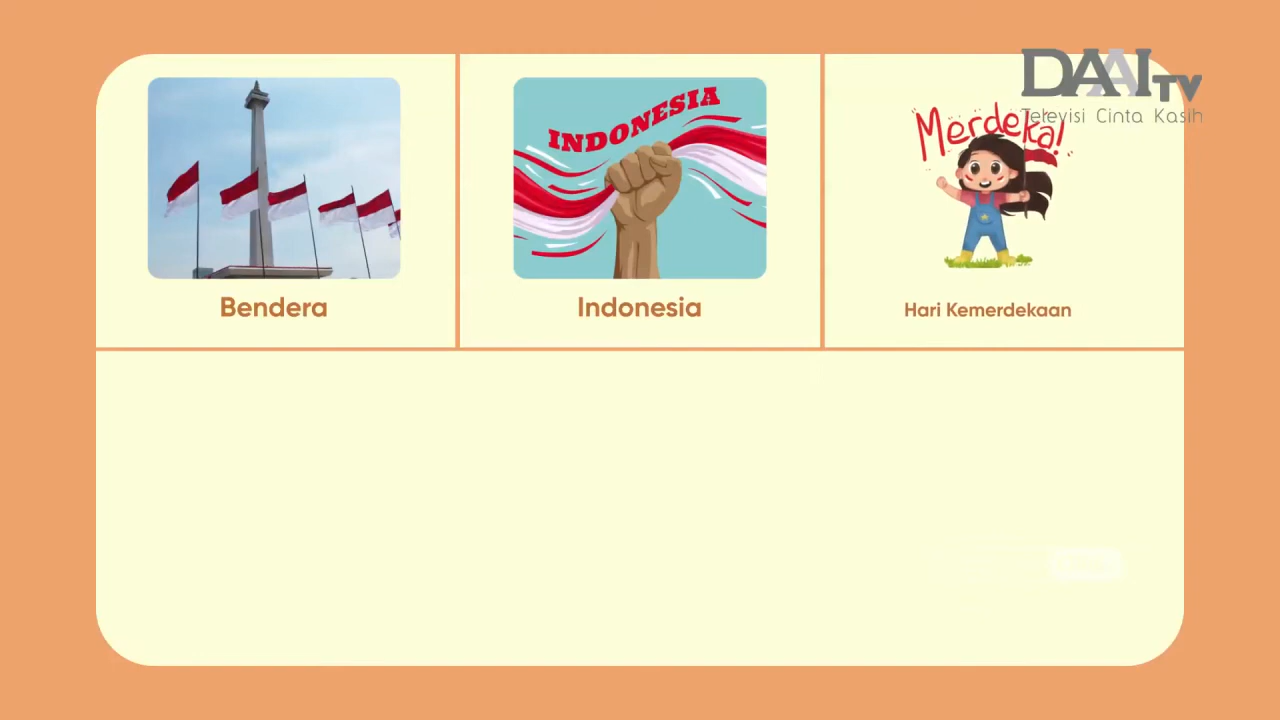 DAAI TV
Televisi Cinta Kasih
INDONESIA
Merdeka!
Bendera
Indonesia
Hari Kemerdekaan